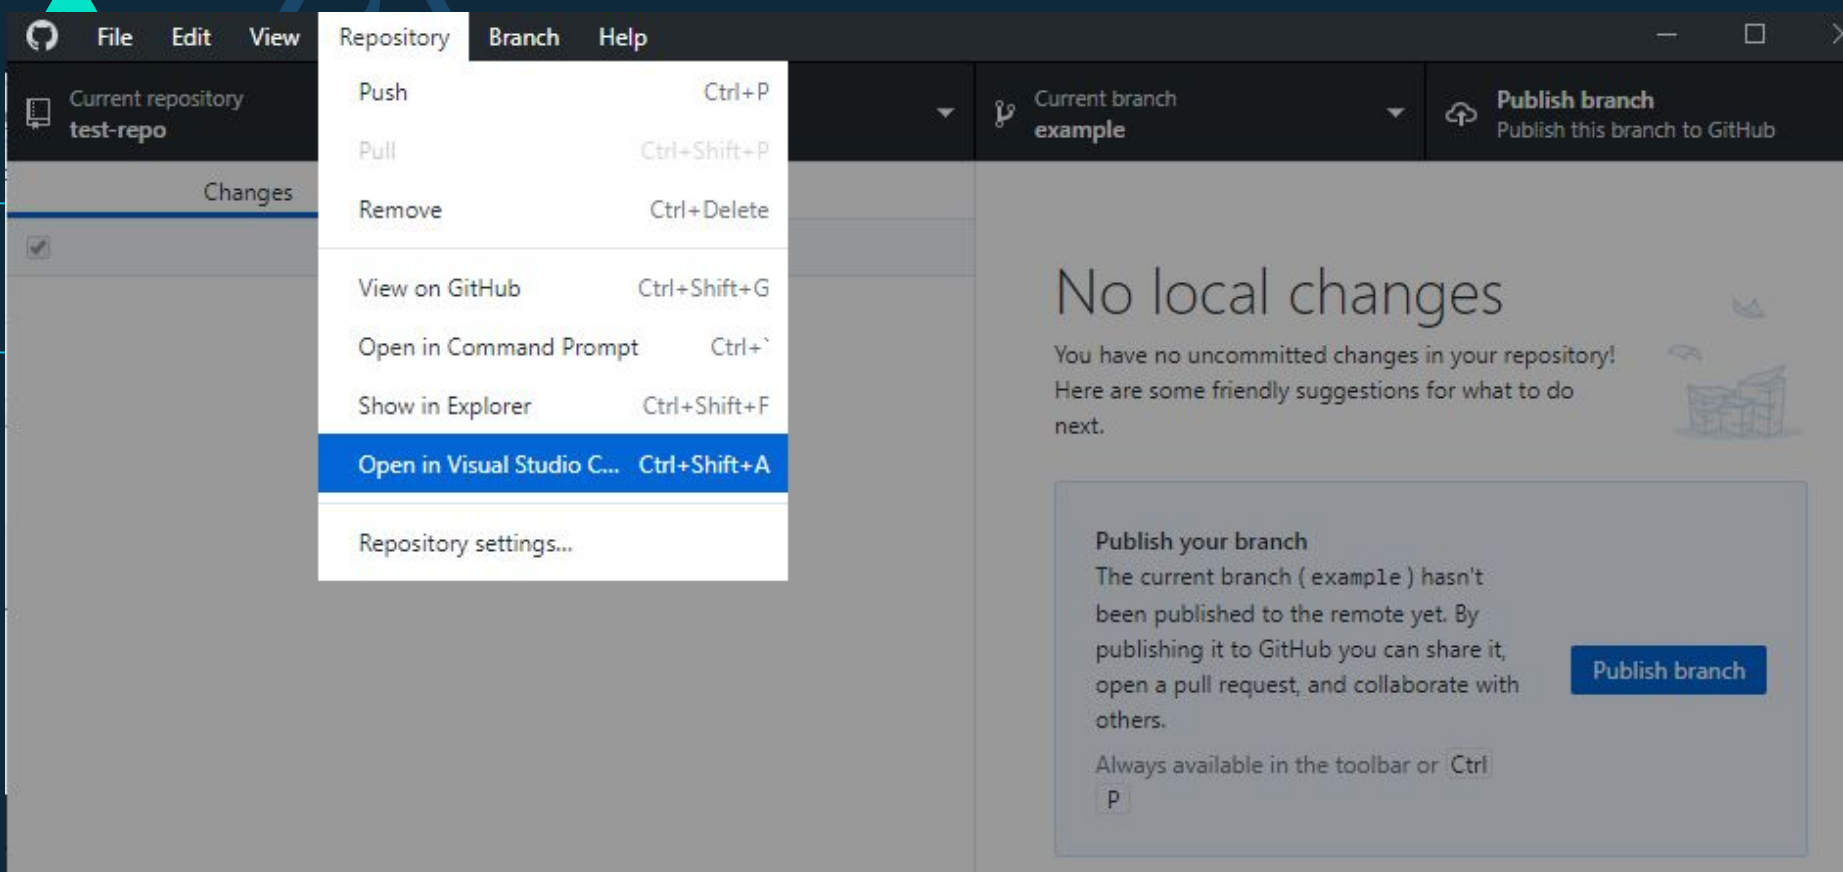 File Edit View Repository Branch Help
Current repository
test-repo
Current branch
example
Publish branch
Publish this branch to GitHub
Changes
Push Ctrl+P
Pull Ctrl+Shift+P
Remove Ctrl+Delete
View on GitHub Ctrl+Shift+G
Open in Command Prompt Ctrl+`
Show in Explorer Ctrl+Shift+F
Open in Visual Studio C... Ctrl+Shift+A
Repository settings...
No local changes
You have no uncommitted changes in your repository!
Here are some friendly suggestions for what to do
next.
Publish your branch
The current branch (example) hasn't
been published to the remote yet. By
publishing it to GitHub you can share it,
open a pull request, and collaborate with
others.
Always available in the toolbar or Ctrl
P
Publish branch